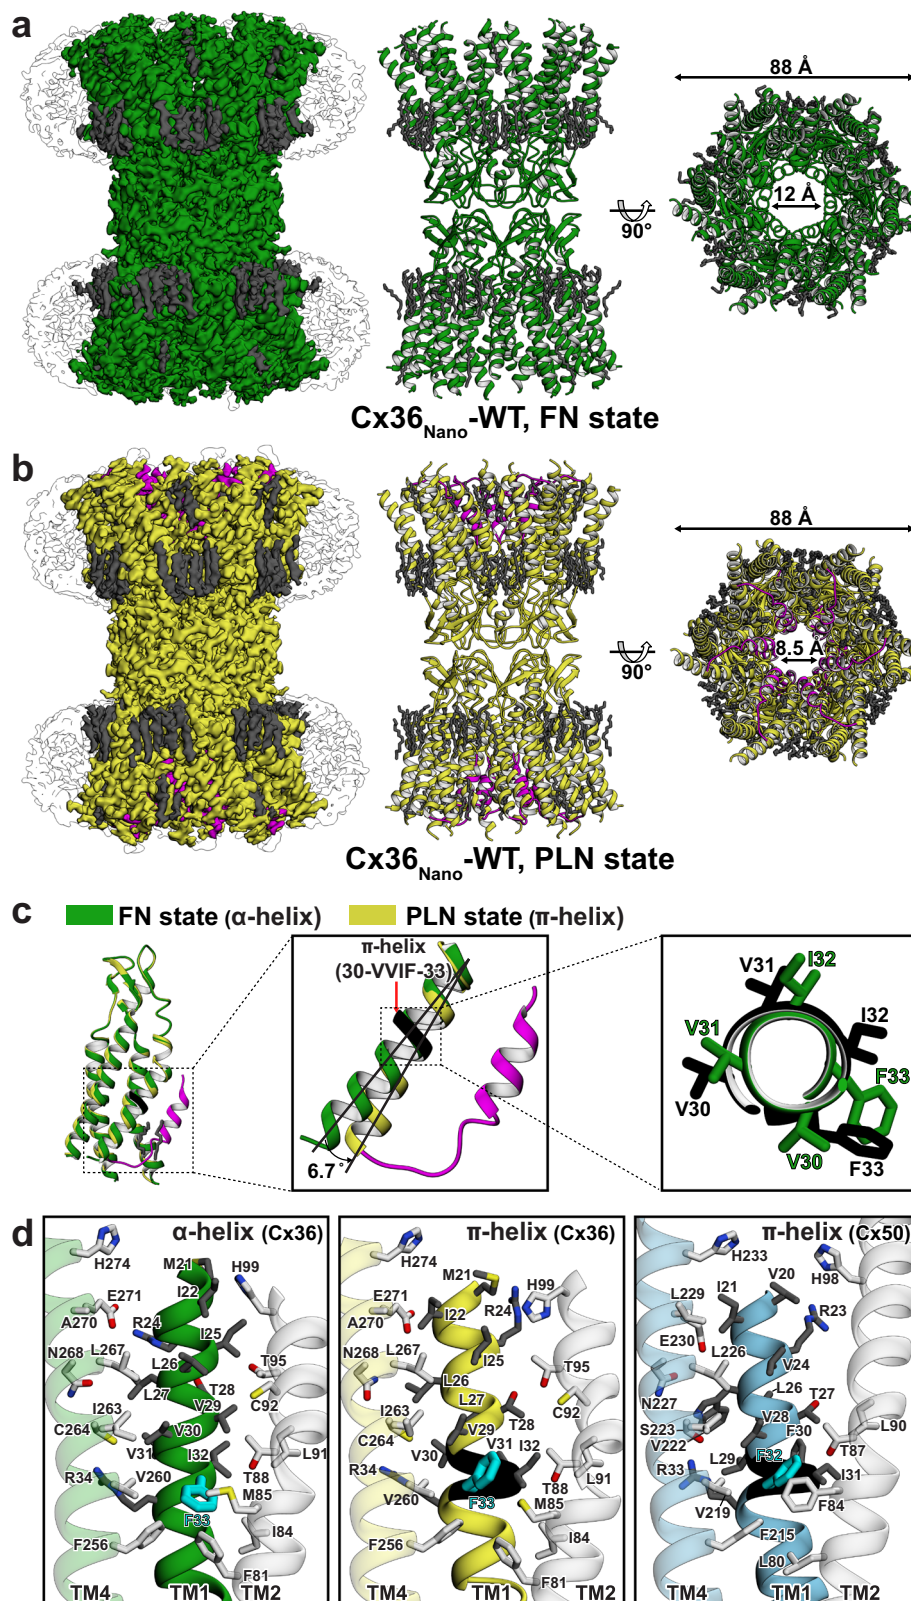 a
88 Å
12 Å
90°
Cx36Nano-WT, FN state
b
88 Å
8.5 Å
90°
Cx36Nano-WT, PLN state
c
FN state (α-helix)
PLN state (π-helix)
π-helix
(30-VVIF-33)
6.7°
V31
I32
I32
V31
F33
V30
V30
F33
d
α-helix (Cx36)
H274
M21
H99
I22
E271
A270
R24
I25
N268
L267
L26
T95
L27
T28
C92
I263
V29
C264
V30
V31
I32
L91
R34
V260
T88
M85
F33
I84
F256
F81
TM4
TM1
TM2
π-helix (Cx36)
H274
M21
H99
E271
I22
R24
A270
I25
N268
L267
T95
L26
L27
T28
C92
I263
V29
C264
V30
V31
I32
L91
R34
T88
V260
F33
M85
I84
F256
F81
TM4
TM1
TM2
π-helix (Cx50)
H233
V20
H98
I21
L229
R23
E230
L226
V24
N227
L26
T27
S223
V28
F30
L90
V222
F32
T87
R33
L29
I31
V219
F84
F215
L80
TM4
TM1
TM2